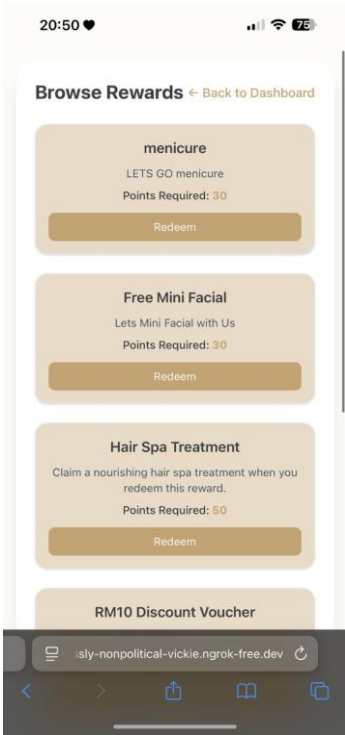 20:50
75
Browse Rewards ← Back to Dashboard
menicure
LETS GO menicure
Points Required: 30
Redeem
Free Mini Facial
Lets Mini Facial with Us
Points Required: 30
Redeem
Hair Spa Treatment
Claim a nourishing hair spa treatment when you
redeem this reward.
Points Required: 50
Redeem
RM10 Discount Voucher
sly-nonpolitical-vickie.ngrok-free.dev